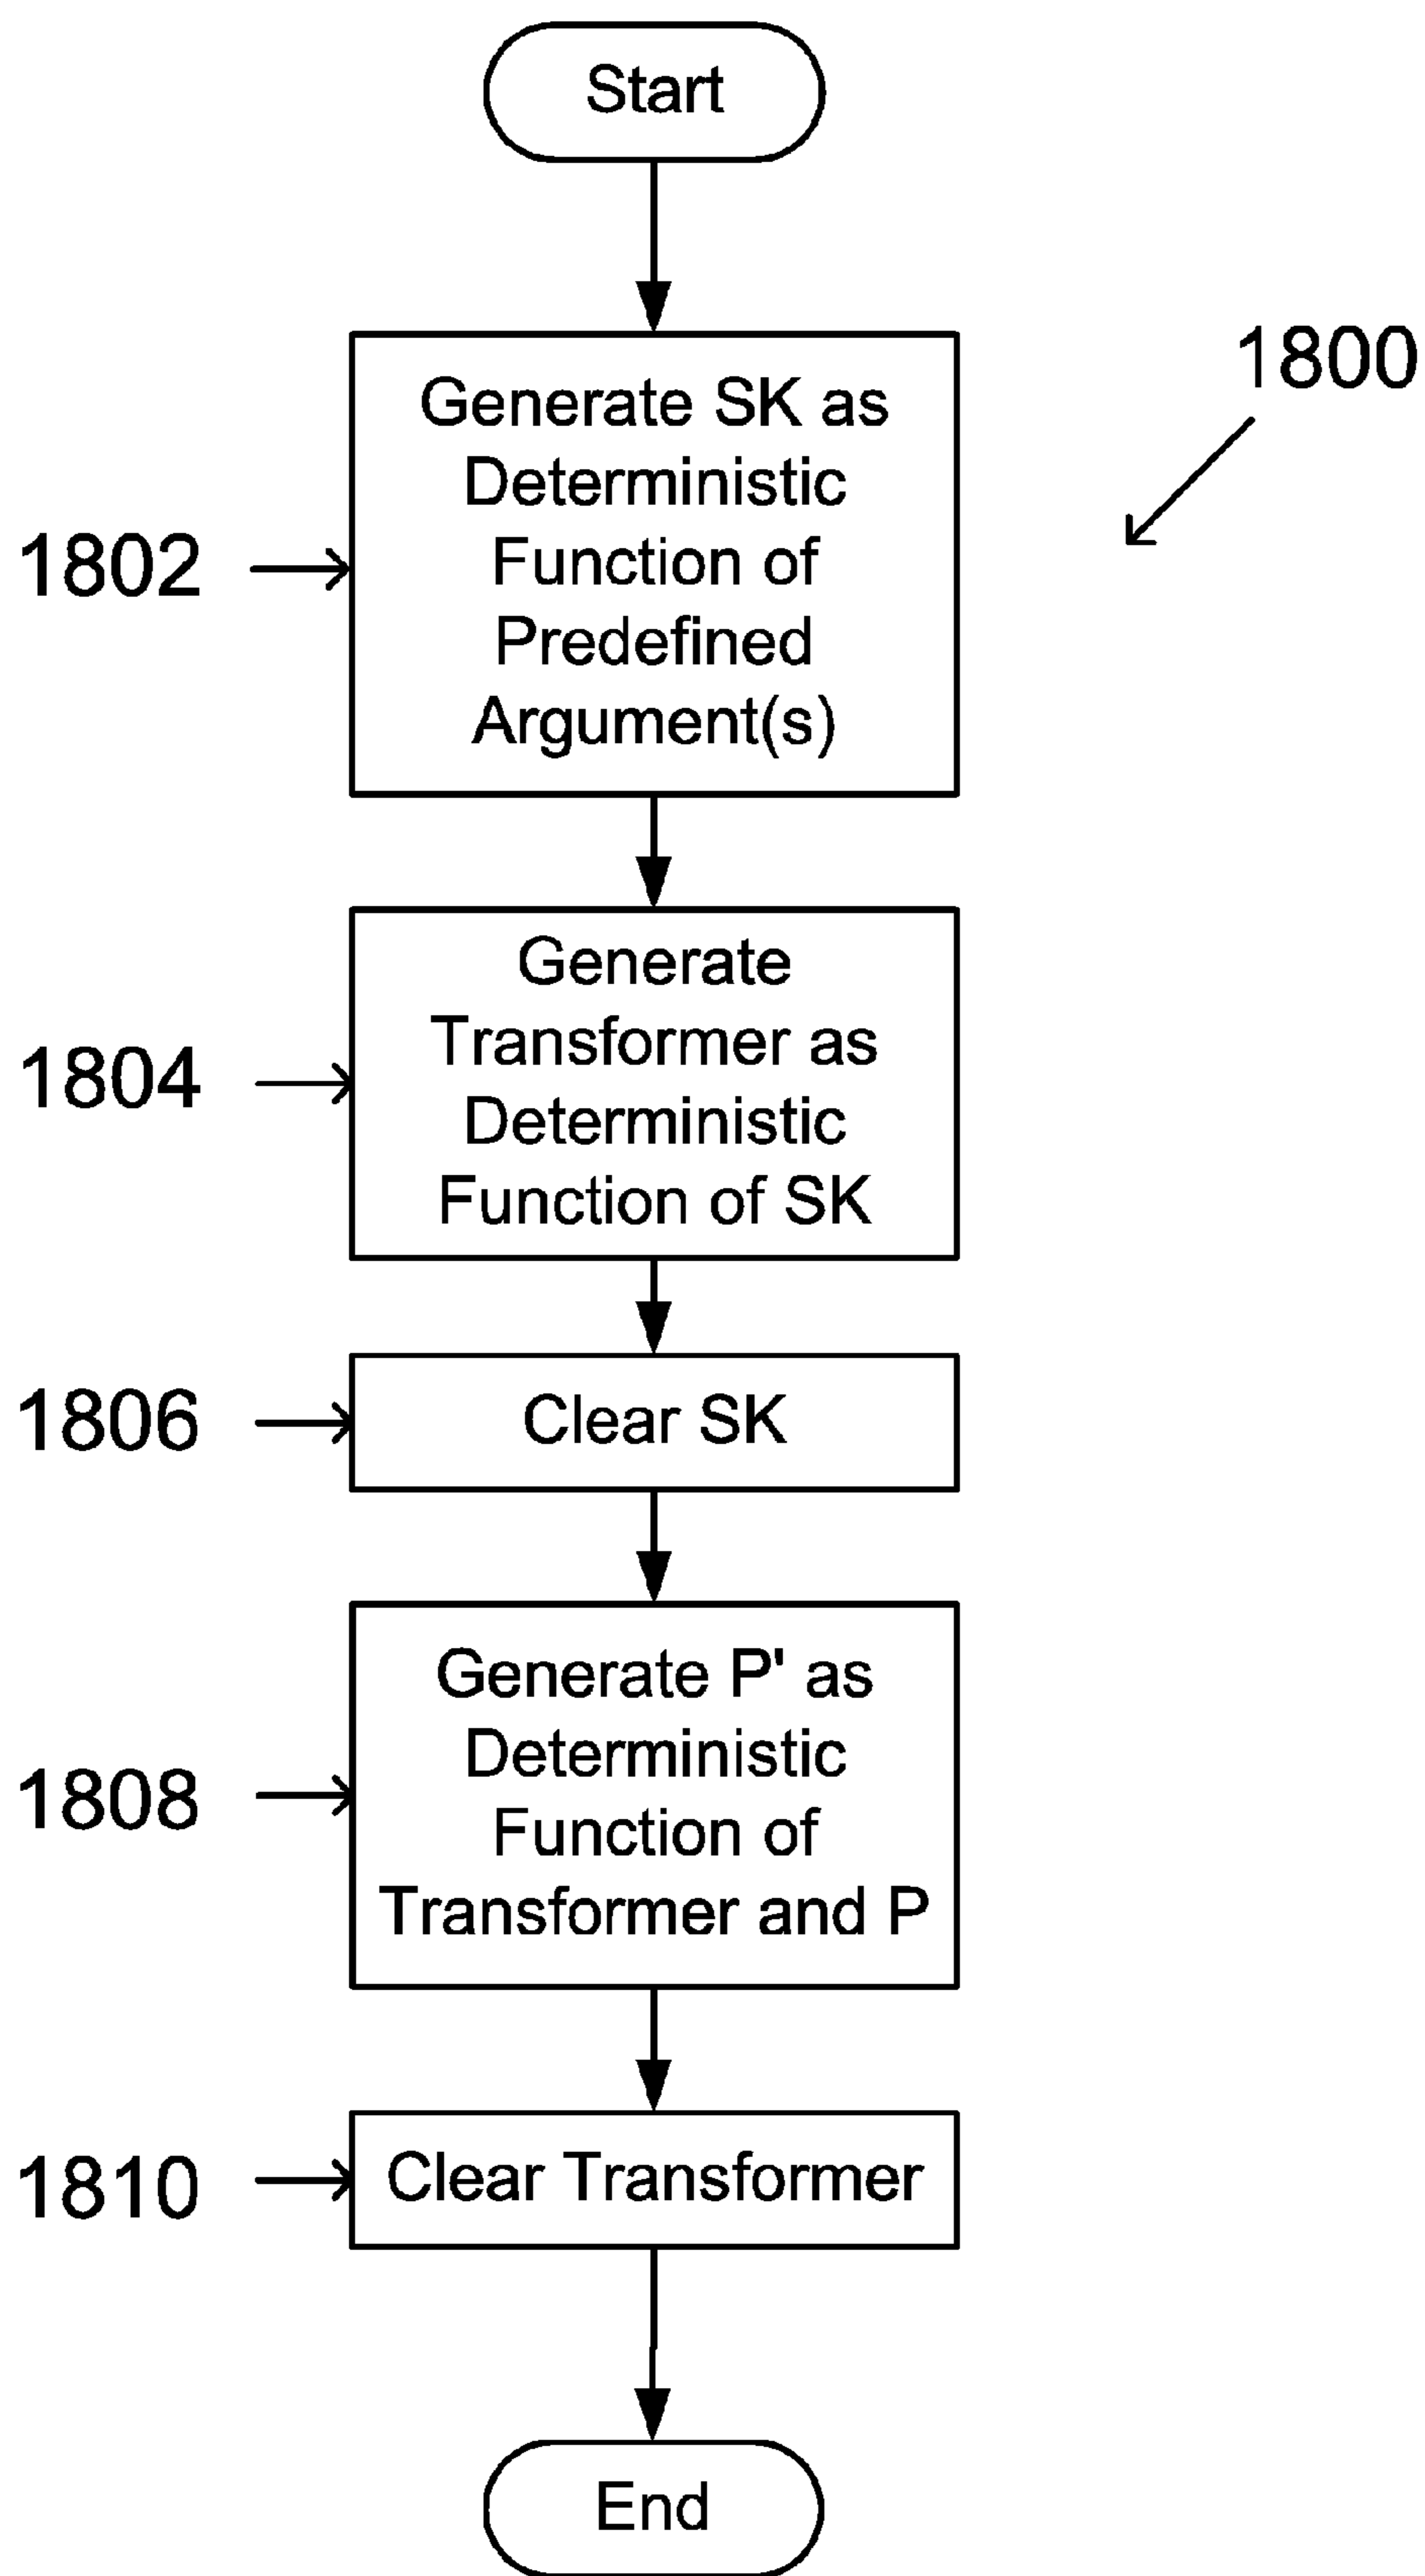 Start
1800
Generate SK as
Deterministic
Function of
Predefined
Argument(s)
1802
Generate
Transformer as
Deterministic
Function of SK
1804
Clear SK
1806
Generate P' as
Deterministic
Function of
Transformer and P
1808
Clear Transformer
1810
End